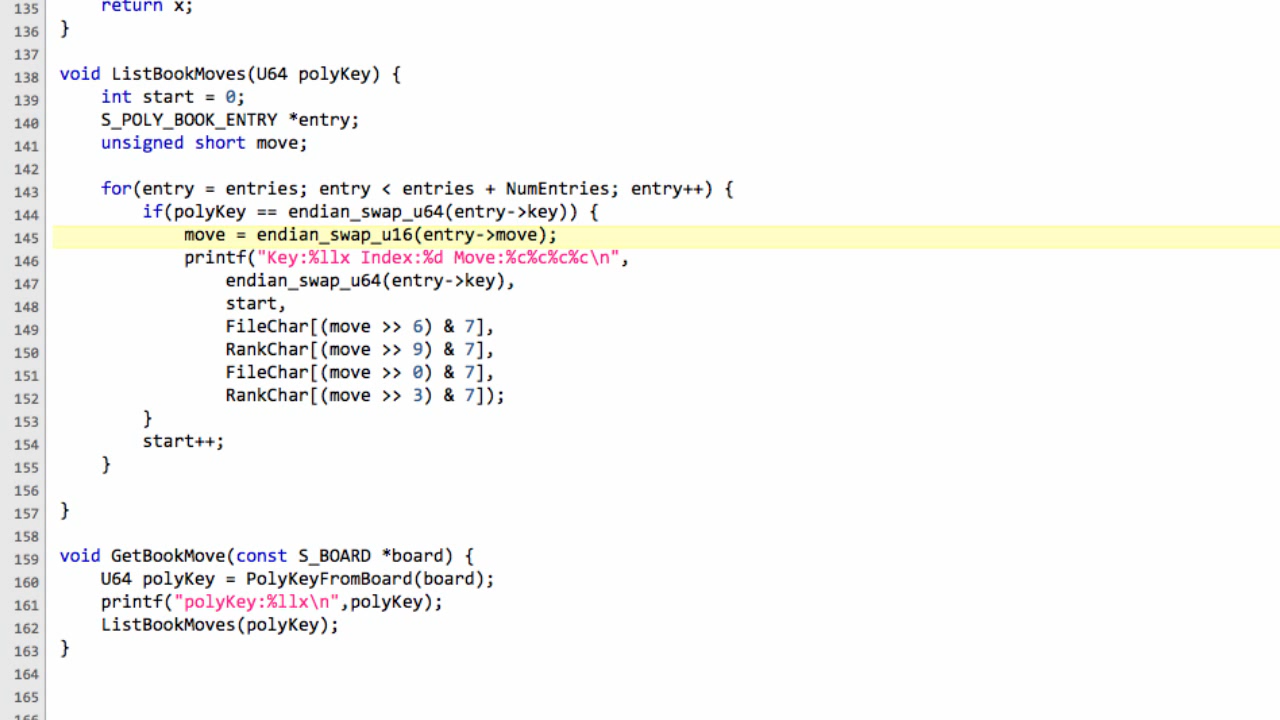 135     return x;
136 }
137
138 void ListBookMoves(U64 polyKey) {
139     int start = 0;
140     S_POLY_BOOK_ENTRY *entry;
141     unsigned short move;
142
143     for(entry = entries; entry < entries + NumEntries; entry++) {
144         if(polyKey == endian_swap_u64(entry->key)) {
145             move = endian_swap_u16(entry->move);
146             printf("Key:%llx Index:%d Move:%c%c%c%c\n",
147                 endian_swap_u64(entry->key),
148                 start,
149                 FileChar[(move >> 6) & 7],
150                 RankChar[(move >> 9) & 7],
151                 FileChar[(move >> 0) & 7],
152                 RankChar[(move >> 3) & 7]);
153         }
154         start++;
155     }
156
157 }
158
159 void GetBookMove(const S_BOARD *board) {
160     U64 polyKey = PolyKeyFromBoard(board);
161     printf("polyKey:%llx\n",polyKey);
162     ListBookMoves(polyKey);
163 }
164
165
166